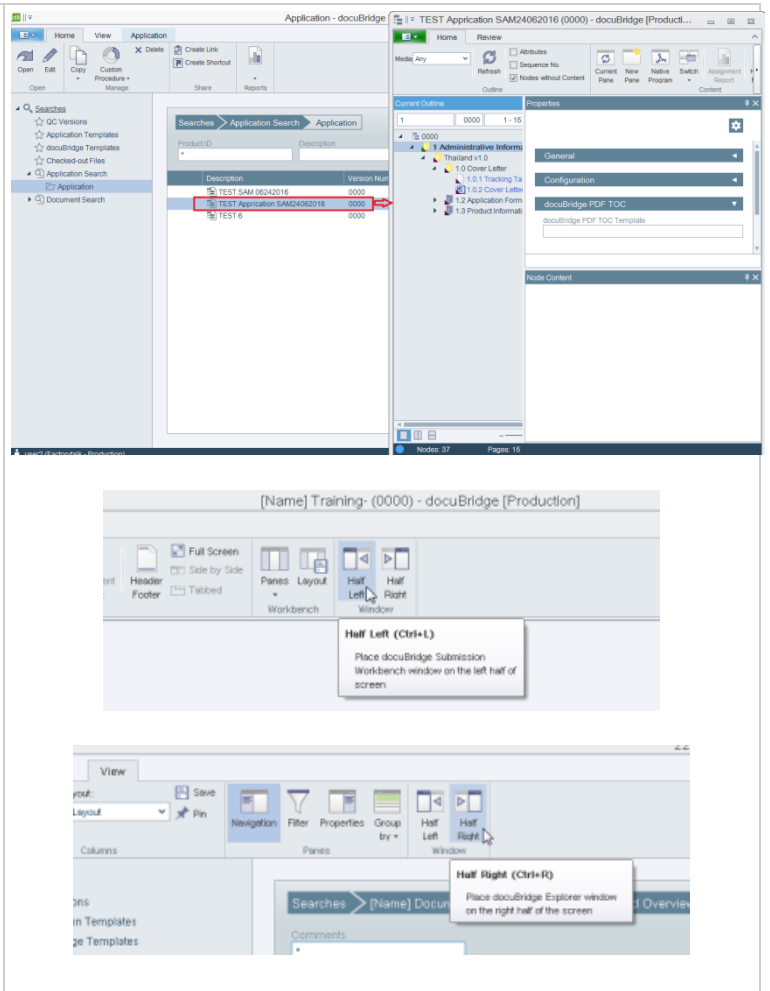 Application - docuBridge
Home View Application
Open Edit Copy Custom Procedure
Delete
Create Link
Create Shortcut
Open Manage Share Reports
Searches
QC Versions
Application Templates
docuBridge Templates
Checked-out Files
Application Search
Application
Document Search
Searches Application Search Application
Product ID Description
*
Description Version Num
TEST SAM 06242016 0000
TEST Apprication SAM24062016 0000
TEST 6 0000
user2 (Factorytalk - Production)
TEST Apprication SAM24062016 (0000) - docuBridge [Producti...
Home Review
Media Any
Refresh
Attributes
Sequence No.
Nodes without Content
Current Pane New Pane Native Program Switch Assignment Report
Outline Content
Current Outline
1 0000 1 - 15
0000
1 Administrative Informa
Thailand v1.0
1.0 Cover Letter
1.0.1 Tracking Ta
1.0.2 Cover Lette
1.2 Application Form
1.3 Product Informati
Properties
General
Configuration
docuBridge PDF TOC
docuBridge PDF TOC Template
Node Content
Nodes: 37 Pages: 15
[Name] Training- (0000) - docuBridge [Production]
Header Footer
Full Screen
Side by Side
Tabbed
Panes Layout
Half Left
Half Right
Workbench Window
Half Left (Ctrl+L)
Place docuBridge Submission
Workbench window on the left half of
screen
View
Layout
Save
Pin
Columns
Navigation Filter Properties Group by
Half Left
Half Right
Panes Window
Half Right (Ctrl+R)
Place docuBridge Explorer window
on the right half of the screen
ons
n Templates
ge Templates
Searches [Name] Docum d Overview
Comments
*